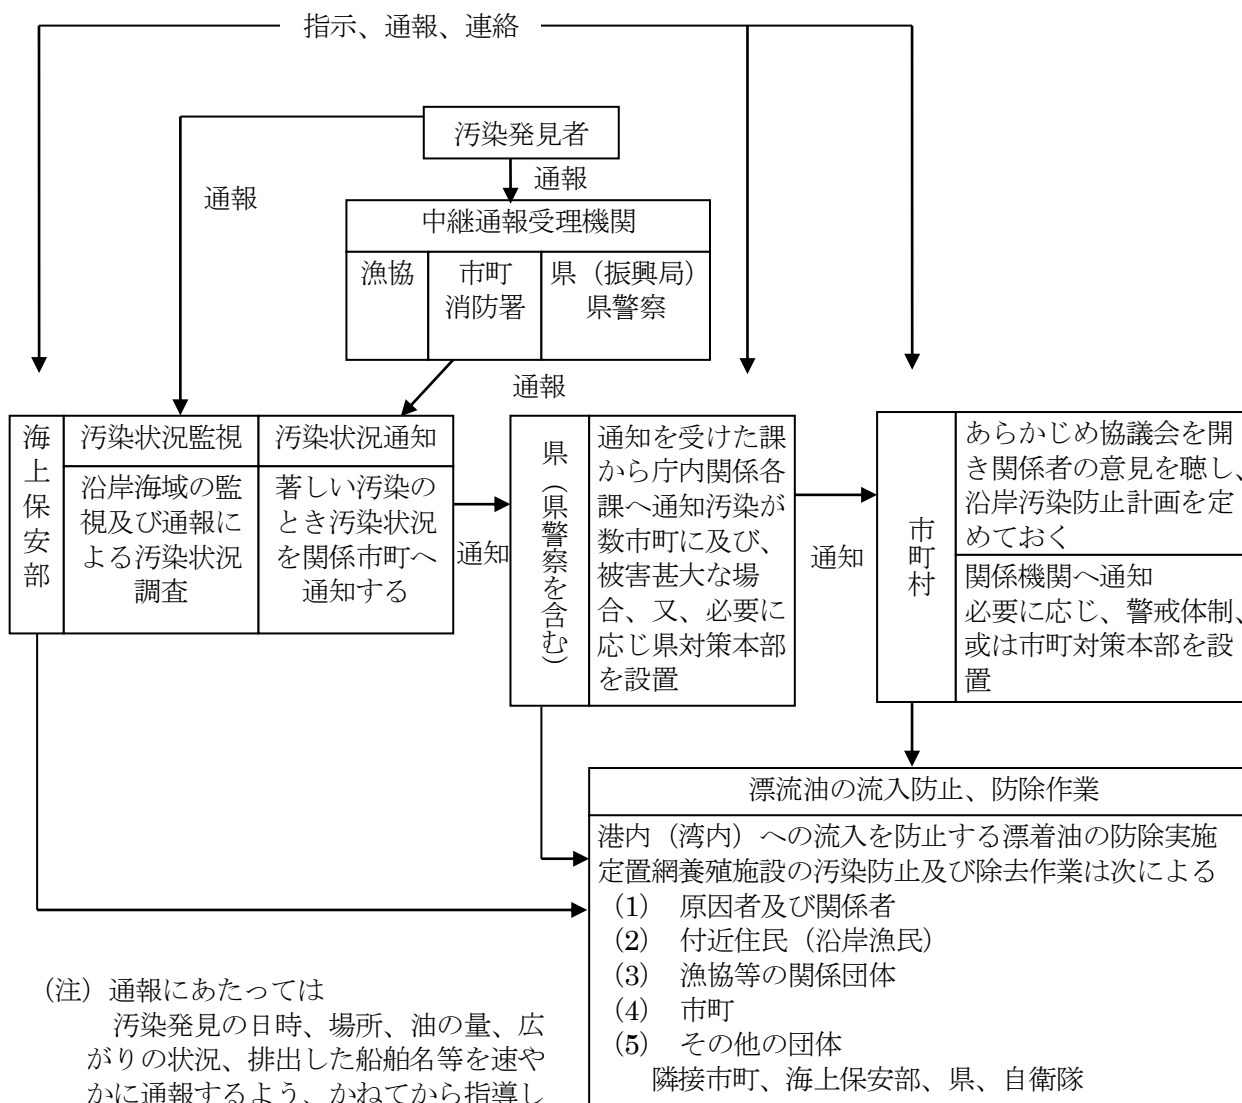 指示、通報、連絡
汚染発見者
通報
通報
中継通報受理機関
漁協
市町
消防署
県（振興局）
県警察
通報
海上保安部
汚染状況監視
沿岸海域の監
視及び通報に
よる汚染状況
調査
汚染状況通知
著しい汚染の
とき汚染状況
を関係市町へ
通知する
通知
県（県警察を含む）
通知を受けた課
から庁内関係各
課へ通知汚染が
数市町に及び、
被害甚大な場
合、又、必要に
応じ県対策本部
を設置
通知
市町村
あらかじめ協議会を開
き関係者の意見を聴し、
沿岸汚染防止計画を定
めておく
関係機関へ通知
必要に応じ、警戒体制、
或は市町対策本部を設
置
漂流油の流入防止、防除作業
港内（湾内）への流入を防止する漂着油の防除実施
定置網養殖施設の汚染防止及び除去作業は次による
(1) 原因者及び関係者
(2) 付近住民（沿岸漁民）
(3) 漁協等の関係団体
(4) 市町
(5) その他の団体
隣接市町、海上保安部、県、自衛隊
（注）通報にあたっては
汚染発見の日時、場所、油の量、広
がりの状況、排出した船舶名等を速や
かに通報するよう、かねてから指導し